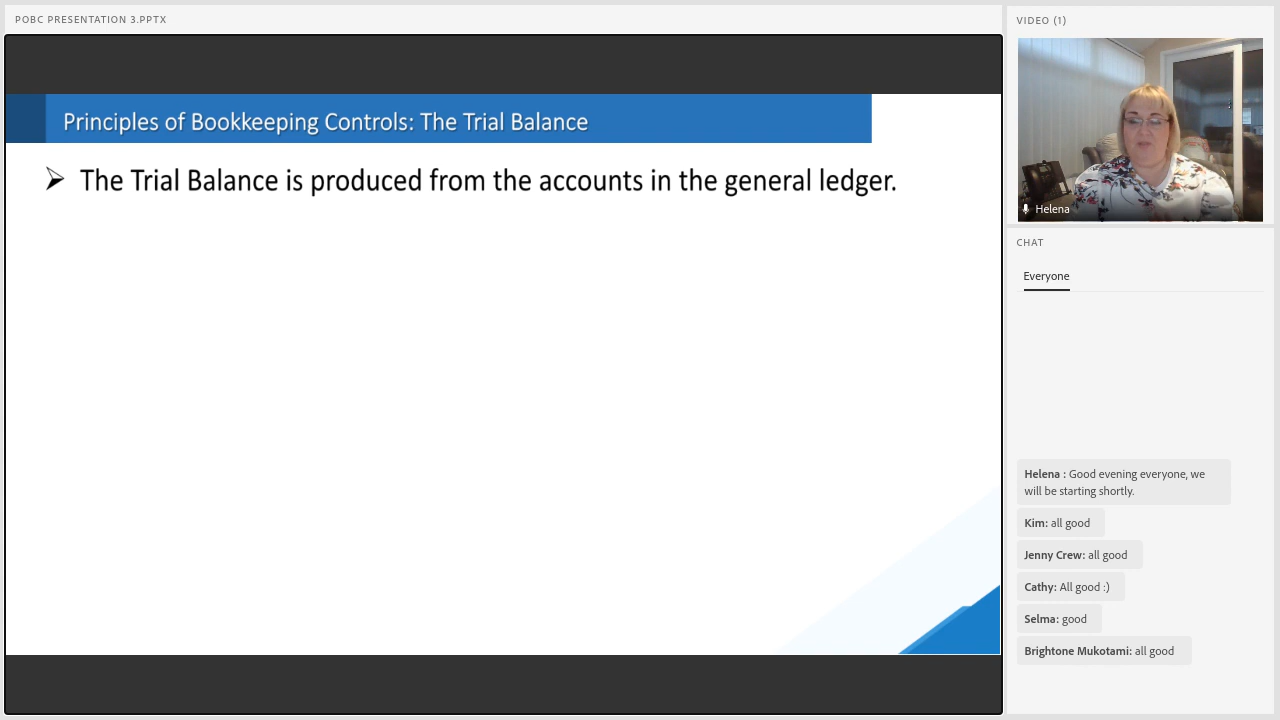 POBC PRESENTATION 3.PPTX
Principles of Bookkeeping Controls: The Trial Balance
➢ The Trial Balance is produced from the accounts in the general ledger.
VIDEO (1)
Helena
CHAT
Everyone
Helena : Good evening everyone, we
will be starting shortly.
Kim: all good
Jenny Crew: all good
Cathy: All good :)
Selma: good
Brightone Mukotami: all good